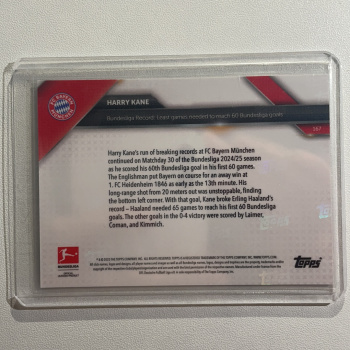 FC BAYERN
MÜNCHEN
HARRY KANE
Bundesliga Record: Least games needed to reach 60 Bundesliga goals
167
Harry Kane's run of breaking records at FC Bayern München
continued on Matchday 30 of the Bundesliga 2024/25 season
as he scored his 60th Bundesliga goal in his first 60 games.
The Englishman put Bayern on course for an away win at
1. FC Heidenheim 1846 as early as the 13th minute. His
long-range shot from 20 meters out was unstoppable, finding
the bottom left corner. With that goal, Kane broke Erling Haaland's
record – Haaland needed 65 games to reach his first 60 Bundesliga
goals. The other goals in the 0-4 victory were scored by Laimer,
Coman, and Kimmich.
BUNDESLIGA
Topps